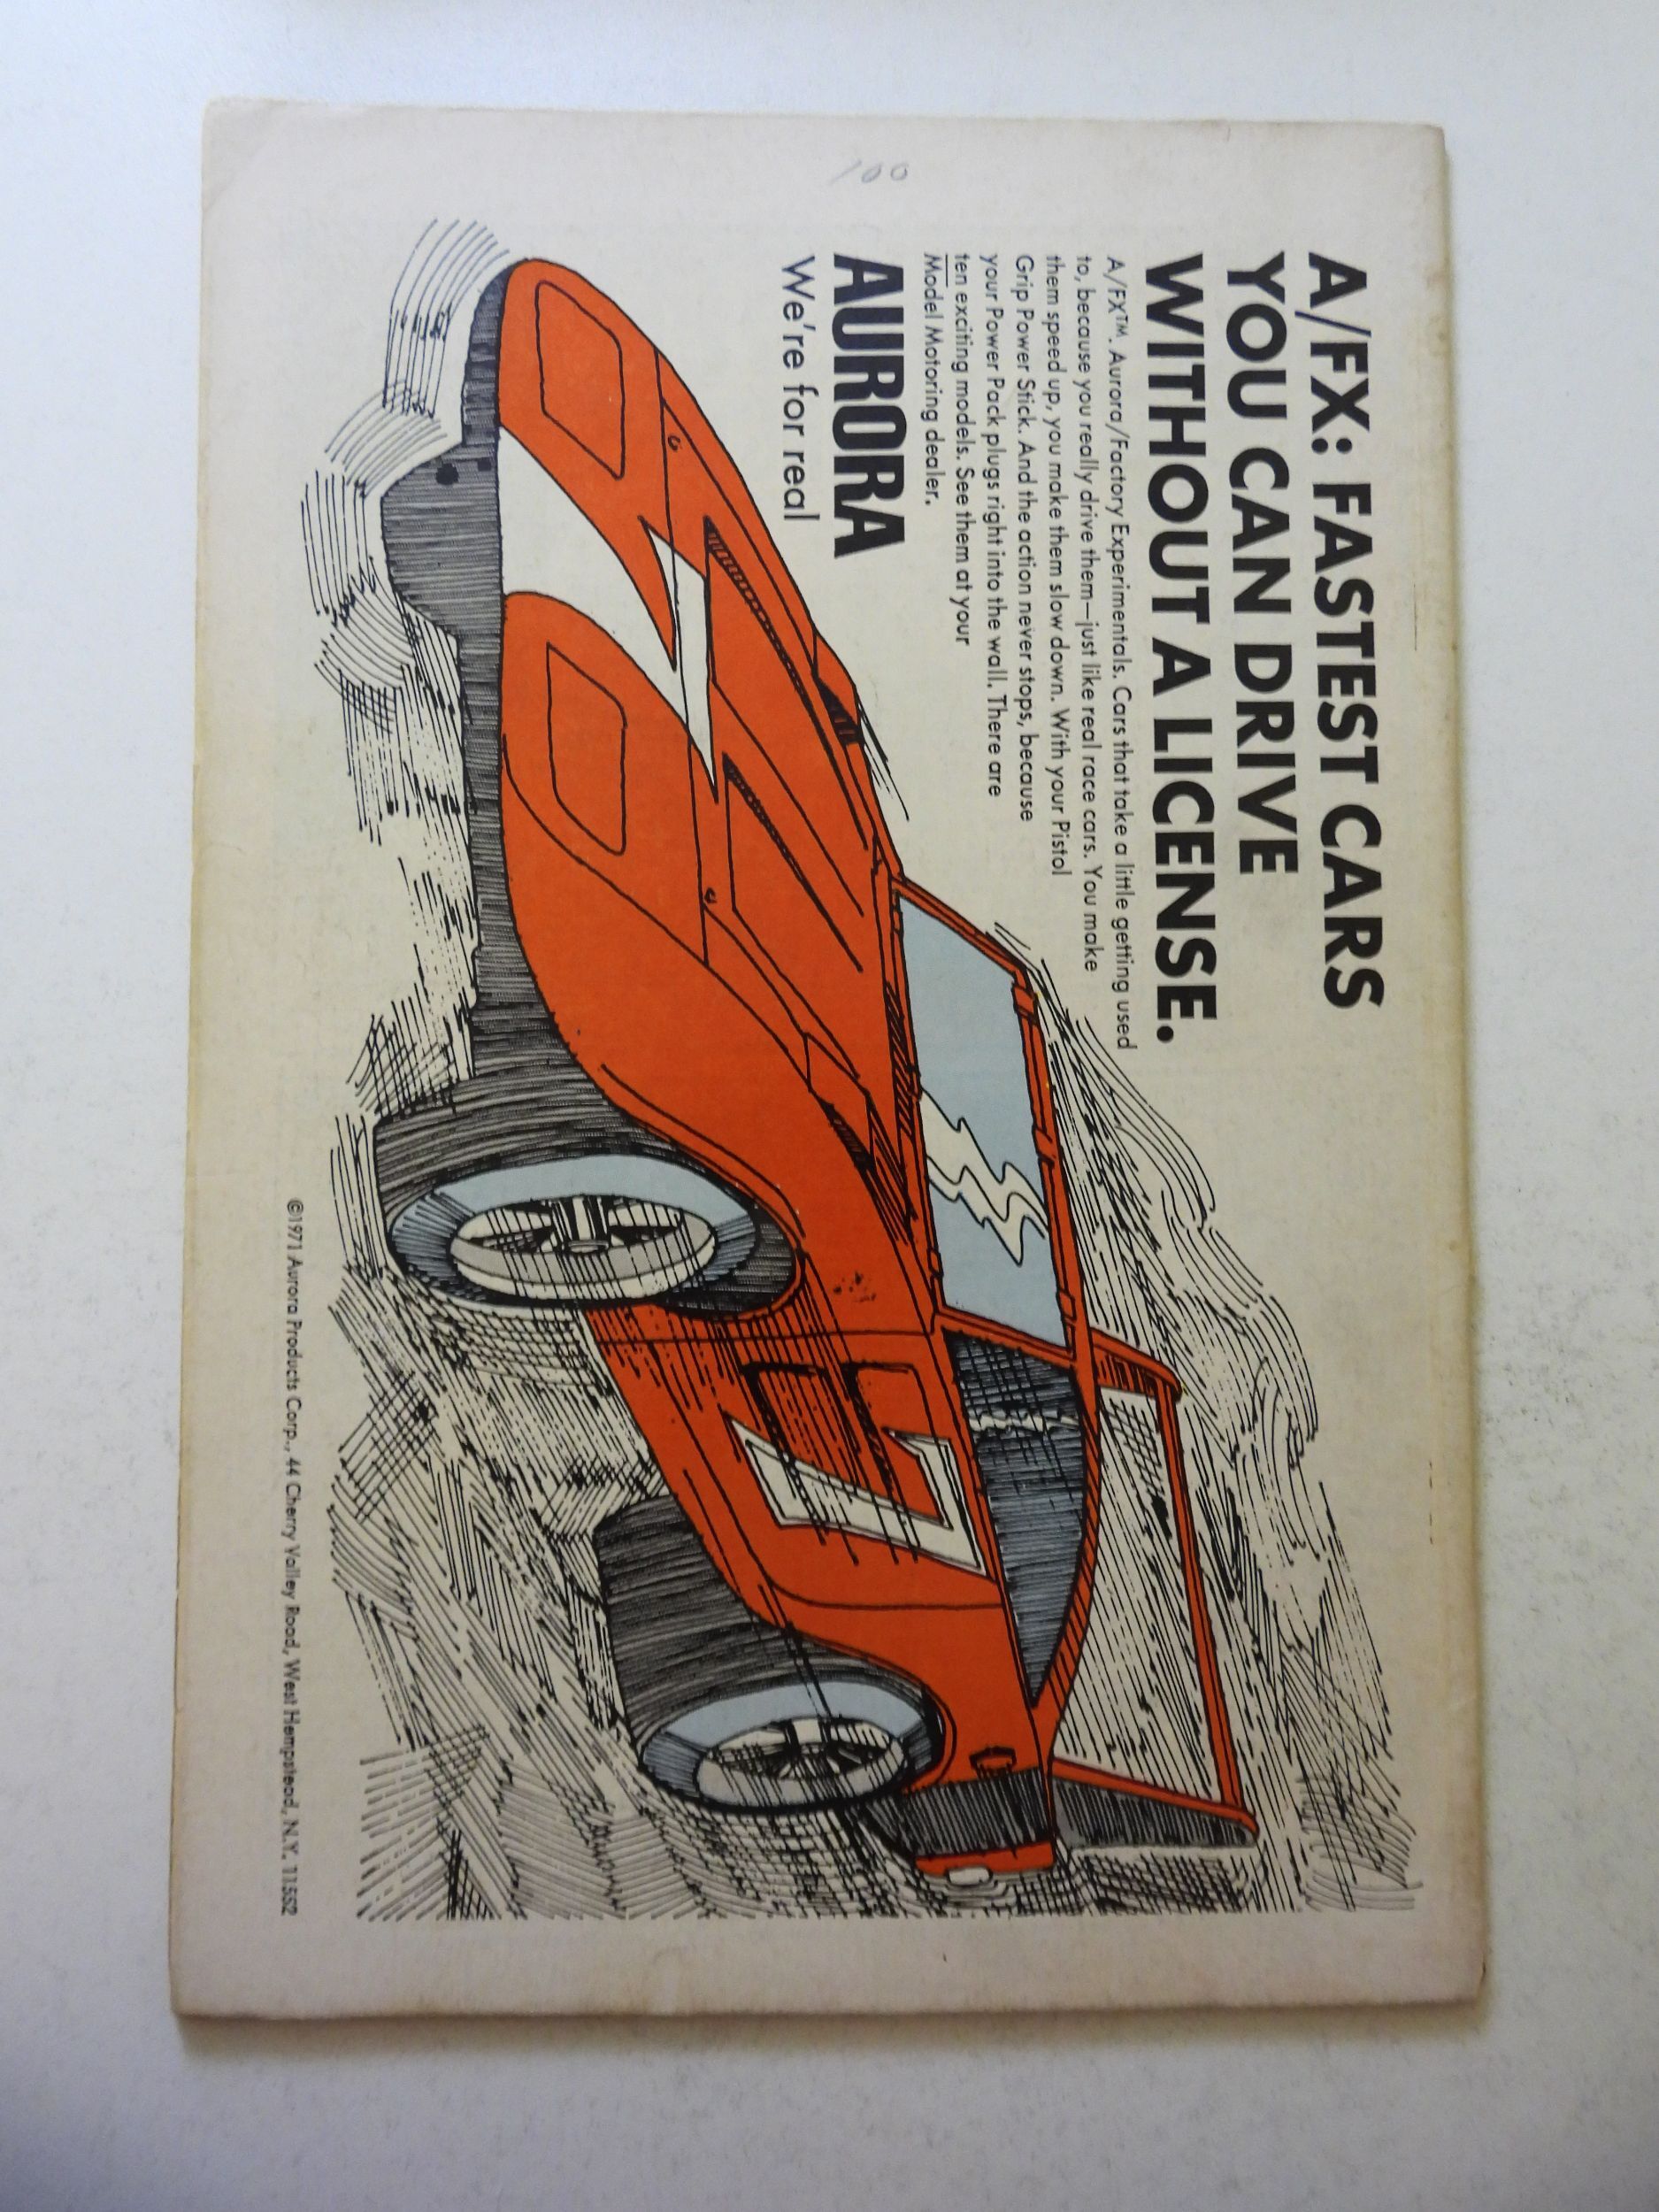 A/FX: FASTEST CARS
YOU CAN DRIVE
WITHOUT A LICENSE.
A/FX™. Aurora/Factory Experimentals. Cars that take a little getting used
to, because you really drive them—just like real race cars. You make
them speed up, you make them slow down. With your Pistol
Grip Power Stick. And the action never stops, because
your Power Pack plugs right into the wall. There are
ten exciting models. See them at your
Model Motoring dealer.
AURORA
We're for real
7
©1971 Aurora Products Corp., 44 Cherry Valley Road, West Hempstead, N.Y. 11552
100